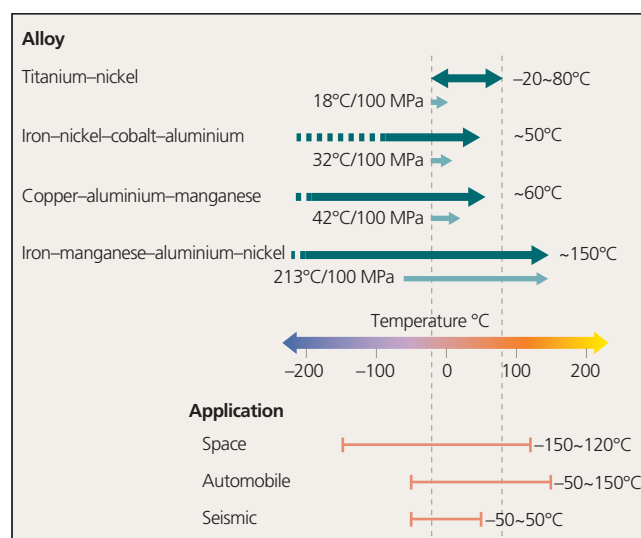 Alloy
Titanium–nickel
–20~80°C
18°C/100 MPa
Iron–nickel–cobalt–aluminium
~50°C
32°C/100 MPa
Copper–aluminium–manganese
~60°C
42°C/100 MPa
Iron–manganese–aluminium–nickel
~150°C
213°C/100 MPa
Temperature °C
–200 –100 0 100 200
Application
Space
–150~120°C
Automobile
–50~150°C
Seismic
–50~50°C